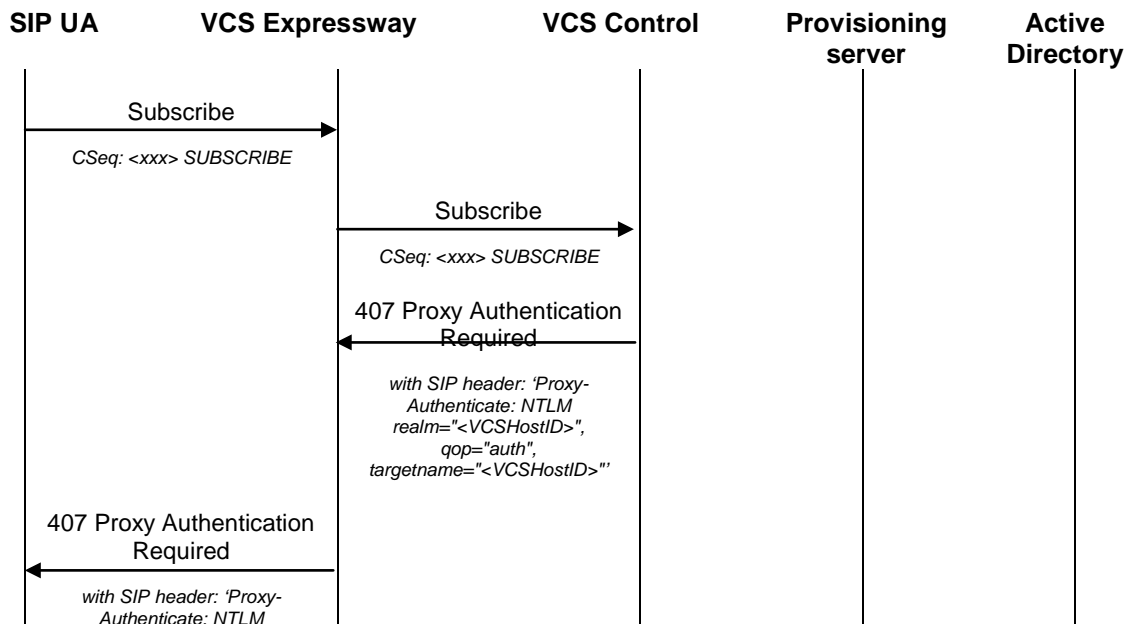 SIP UA VCS Expressway VCS Control Provisioning server Active Directory
Subscribe
CSeq: <xxx> SUBSCRIBE
Subscribe
CSeq: <xxx> SUBSCRIBE
407 Proxy Authentication
Required
with SIP header: ‘Proxy-
Authenticate: NTLM
realm="<VCSHostID>",
qop="auth",
targetname="<VCSHostID>"’
407 Proxy Authentication
Required
with SIP header: ‘Proxy-
Authenticate: NTLM